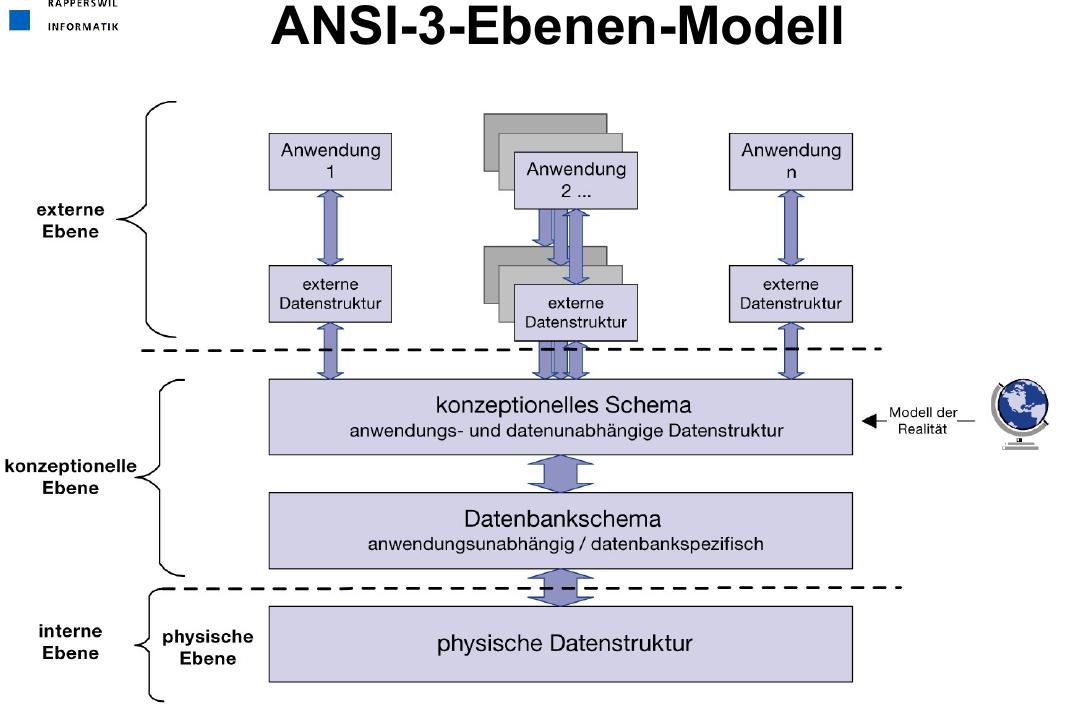 RAPPERSWIL
INFORMATIK
ANSI-3-Ebenen-Modell
externe
Ebene
Anwendung
1
Anwendung
2 ...
Anwendung
n
externe
Datenstruktur
externe
Datenstruktur
externe
Datenstruktur
konzeptionelle
Ebene
konzeptionelles Schema
anwendungs- und datenunabhängige Datenstruktur
Modell der
Realität
Datenbankschema
anwendungsunabhängig / datenbankspezifisch
interne
Ebene
physische
Ebene
physische Datenstruktur